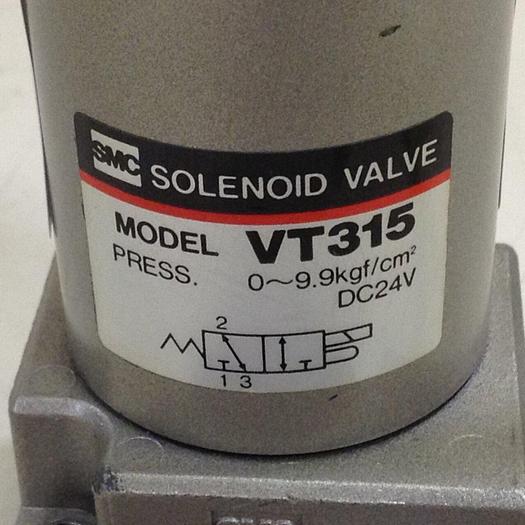 SMC SOLENOID VALVE
MODEL VT315
PRESS. 0~9.9kgf/cm²
DC24V
2
1 3